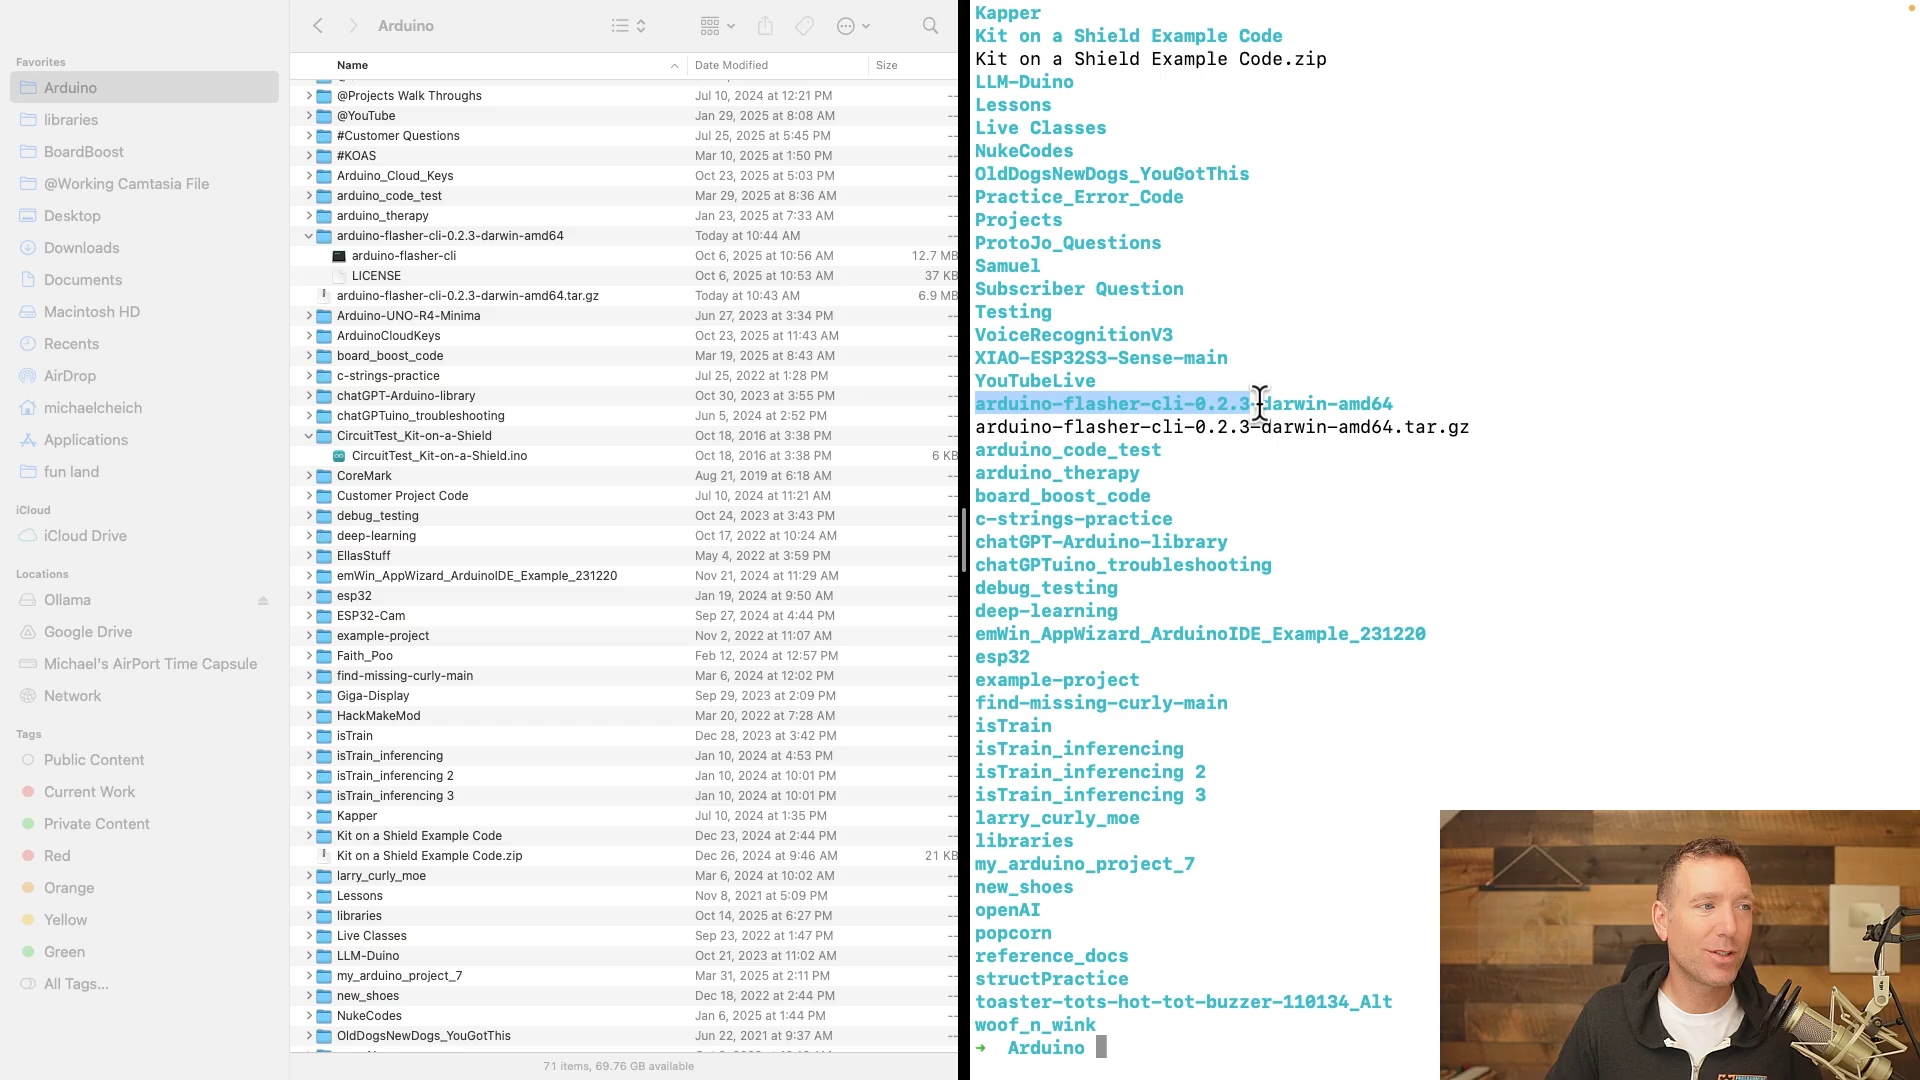 Favorites
Arduino
libraries
BoardBoost
@Working Camtasia File
Desktop
Downloads
Documents
Macintosh HD
Recents
AirDrop
michaelcheich
Applications
fun land
iCloud
iCloud Drive
Locations
Ollama
Google Drive
Michael's AirPort Time Capsule
Network
Tags
Public Content
Current Work
Private Content
Red
Orange
Yellow
Green
All Tags...
Arduino
Name Date Modified Size
@Projects Walk Throughs Jul 10, 2024 at 12:21 PM --
@YouTube Jan 29, 2025 at 8:08 AM --
#Customer Questions Jul 25, 2025 at 5:45 PM --
#KOAS Mar 10, 2025 at 1:50 PM --
Arduino_Cloud_Keys Oct 23, 2025 at 5:03 PM --
arduino_code_test Mar 29, 2025 at 8:36 AM --
arduino_therapy Jan 23, 2025 at 7:33 AM --
arduino-flasher-cli-0.2.3-darwin-amd64 Today at 10:44 AM --
arduino-flasher-cli Oct 6, 2025 at 10:56 AM 12.7 MB
LICENSE Oct 6, 2025 at 10:53 AM 37 KB
arduino-flasher-cli-0.2.3-darwin-amd64.tar.gz Today at 10:43 AM 6.9 MB
Arduino-UNO-R4-Minima Jun 27, 2023 at 3:34 PM --
ArduinoCloudKeys Oct 23, 2025 at 11:43 AM --
board_boost_code Mar 19, 2025 at 8:43 AM --
c-strings-practice Jul 25, 2022 at 1:28 PM --
chatGPT-Arduino-library Oct 30, 2023 at 3:55 PM --
chatGPTuino_troubleshooting Jun 5, 2024 at 2:52 PM --
CircuitTest_Kit-on-a-Shield Oct 18, 2016 at 3:38 PM --
CircuitTest_Kit-on-a-Shield.ino Oct 18, 2016 at 3:38 PM 6 KB
CoreMark Aug 21, 2019 at 6:18 AM --
Customer Project Code Jul 10, 2024 at 11:21 AM --
debug_testing Oct 24, 2023 at 3:43 PM --
deep-learning Oct 17, 2022 at 10:24 AM --
EllasStuff May 4, 2022 at 3:59 PM --
emWin_AppWizard_ArduinoIDE_Example_231220 Nov 21, 2024 at 11:29 AM --
esp32 Jan 19, 2024 at 9:50 AM --
ESP32-Cam Sep 27, 2024 at 4:44 PM --
example-project Nov 2, 2022 at 11:07 AM --
Faith_Poo Feb 12, 2024 at 12:57 PM --
find-missing-curly-main Mar 6, 2024 at 12:02 PM --
Giga-Display Sep 29, 2023 at 2:09 PM --
HackMakeMod Mar 20, 2022 at 7:28 AM --
isTrain Dec 28, 2023 at 3:42 PM --
isTrain_inferencing Jan 10, 2024 at 4:53 PM --
isTrain_inferencing 2 Jan 10, 2024 at 10:01 PM --
isTrain_inferencing 3 Jan 10, 2024 at 10:01 PM --
Kapper Jul 10, 2024 at 1:35 PM --
Kit on a Shield Example Code Dec 23, 2024 at 2:44 PM --
Kit on a Shield Example Code.zip Dec 26, 2024 at 9:46 AM 21 KB
larry_curly_moe Mar 6, 2024 at 10:02 AM --
Lessons Nov 8, 2021 at 5:09 PM --
libraries Oct 14, 2025 at 6:27 PM --
Live Classes Sep 23, 2022 at 1:47 PM --
LLM-Duino Oct 21, 2023 at 11:02 AM --
my_arduino_project_7 Mar 31, 2025 at 2:11 PM --
new_shoes Dec 18, 2022 at 2:44 PM --
NukeCodes Jan 6, 2025 at 1:44 PM --
OldDogsNewDogs_YouGotThis Jun 22, 2021 at 9:37 AM --
71 items, 69.76 GB available
Kapper
Kit on a Shield Example Code
Kit on a Shield Example Code.zip
LLM-Duino
Lessons
Live Classes
NukeCodes
OldDogsNewDogs_YouGotThis
Practice_Error_Code
Projects
ProtoJo_Questions
Samuel
Subscriber Question
Testing
VoiceRecognitionV3
XIAO-ESP32S3-Sense-main
YouTubeLive
arduino-flasher-cli-0.2.3-darwin-amd64
arduino-flasher-cli-0.2.3-darwin-amd64.tar.gz
arduino_code_test
arduino_therapy
board_boost_code
c-strings-practice
chatGPT-Arduino-library
chatGPTuino_troubleshooting
debug_testing
deep-learning
emWin_AppWizard_ArduinoIDE_Example_231220
esp32
example-project
find-missing-curly-main
isTrain
isTrain_inferencing
isTrain_inferencing 2
isTrain_inferencing 3
larry_curly_moe
libraries
my_arduino_project_7
new_shoes
openAI
popcorn
reference_docs
structPractice
toaster-tots-hot-tot-buzzer-110134_Alt
woof_n_wink
→ Arduino